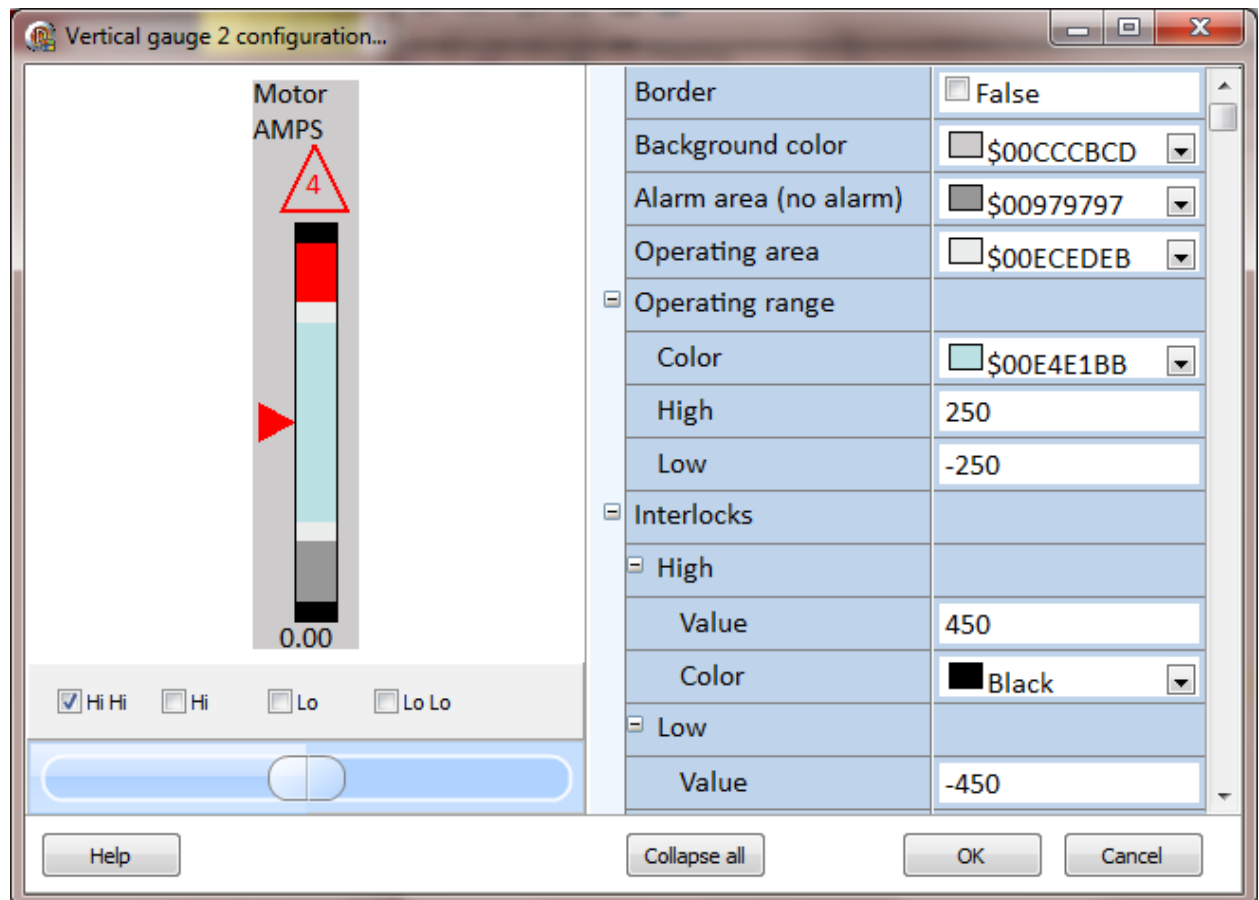 Vertical gauge 2 configuration...
Motor
AMPS
4
0.00
Hi Hi
Hi
Lo
Lo Lo
Border
False
Background color
$00CCCBCD
Alarm area (no alarm)
$00979797
Operating area
$00ECEDEB
Operating range
Color
$00E4E1BB
High
250
Low
-250
Interlocks
High
Value
450
Color
Black
Low
Value
-450
Help
Collapse all
OK
Cancel